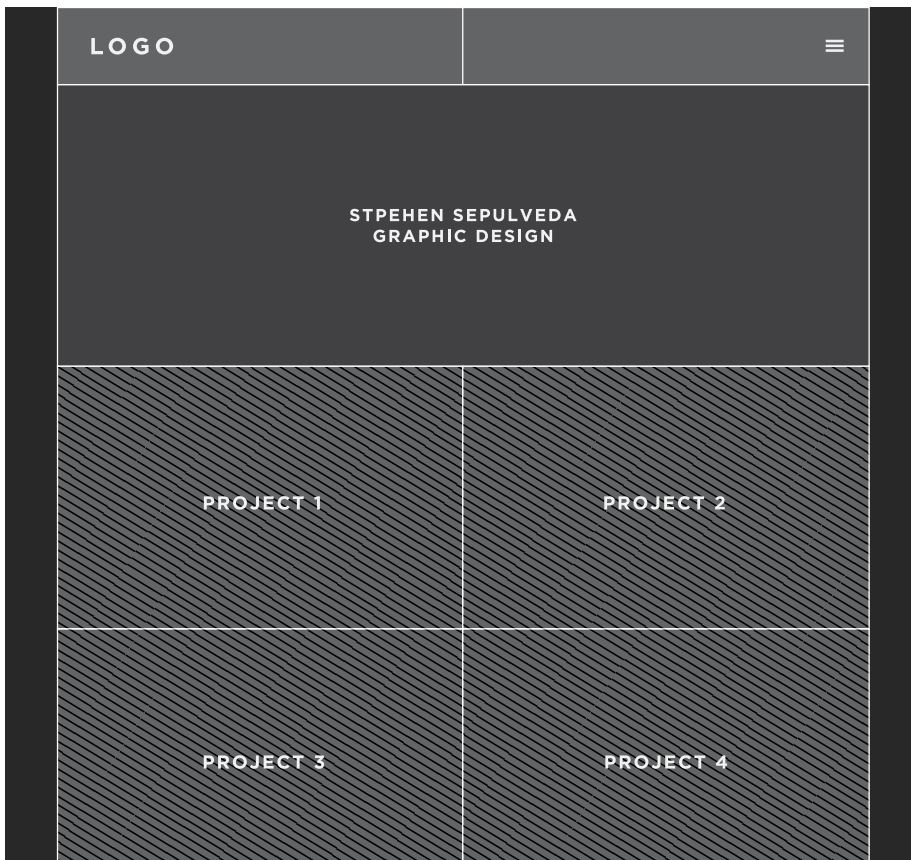 LOGO
STPEHEN SEPULVEDA
GRAPHIC DESIGN
PROJECT 1
PROJECT 2
PROJECT 3
PROJECT 4